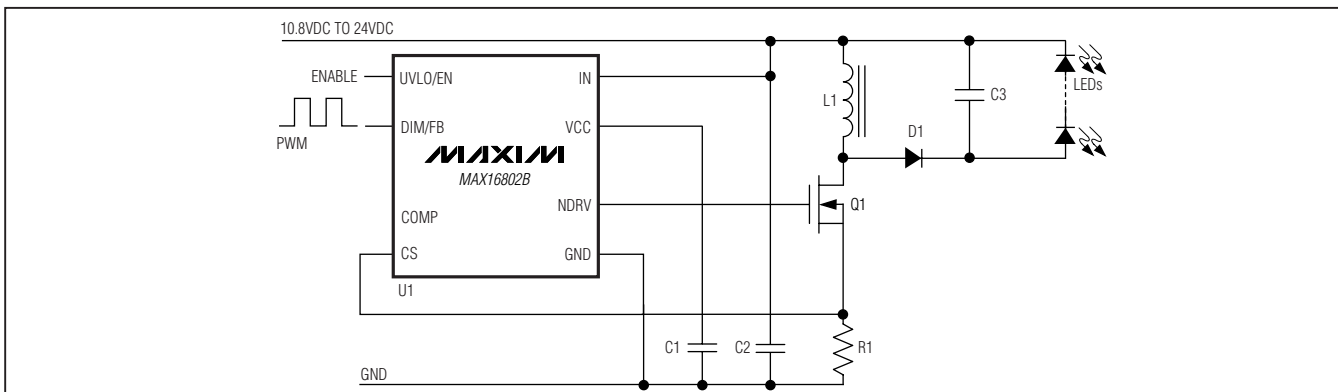 10.8VDC TO 24VDC
ENABLE
UVLO/EN
IN
PWM
DIM/FB
VCC
MAXIM
MAX16802B
NDRV
COMP
CS
GND
U1
L1
C3
LEDs
D1
Q1
C1
C2
R1
GND